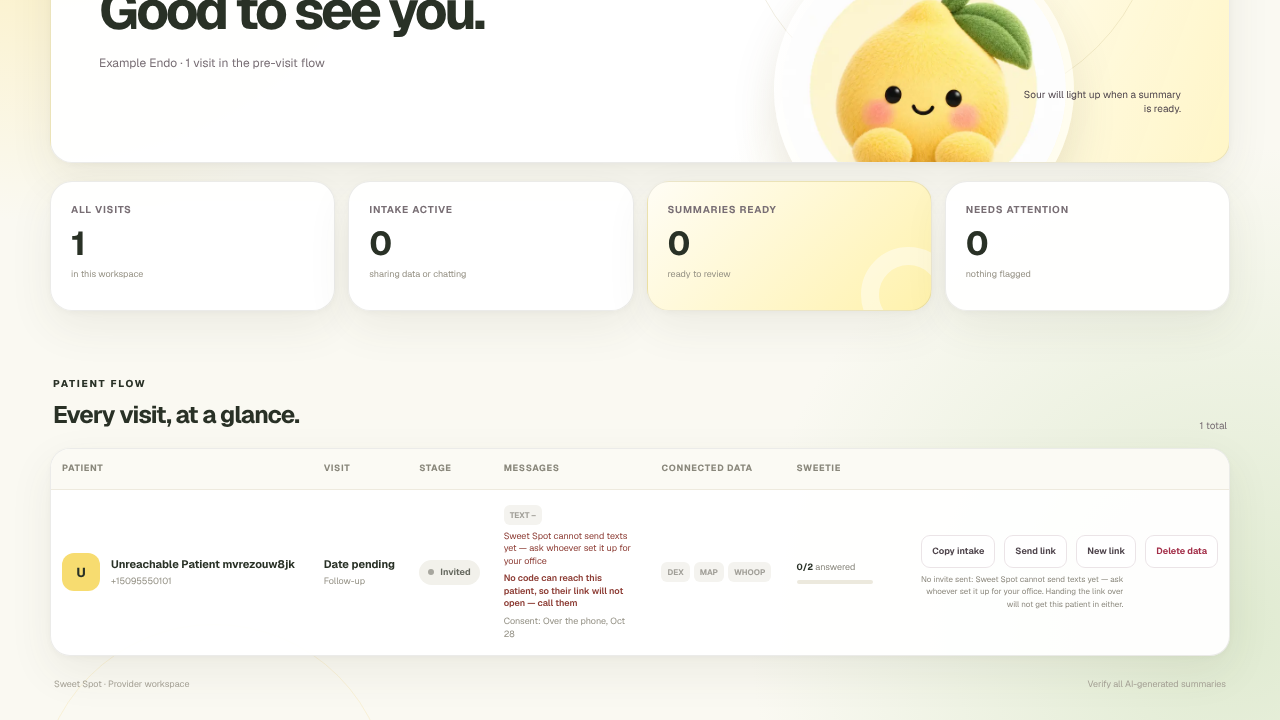 Good to see you.
Example Endo · 1 visit in the pre-visit flow
Sour will light up when a summary
is ready.
ALL VISITS
1
in this workspace
INTAKE ACTIVE
0
sharing data or chatting
SUMMARIES READY
0
ready to review
NEEDS ATTENTION
0
nothing flagged
PATIENT FLOW
Every visit, at a glance.
1 total
PATIENT VISIT STAGE MESSAGES CONNECTED DATA SWEETIE
U
Unreachable Patient mvrezouw8jk
+15095550101
Date pending
Follow-up
Invited
TEXT –
Sweet Spot cannot send texts
yet — ask whoever set it up for
your office
No code can reach this
patient, so their link will not
open — call them
Consent: Over the phone, Oct
28
DEX MAP WHOOP
0/2 answered
Copy intake Send link New link Delete data
No invite sent: Sweet Spot cannot send texts yet — ask
whoever set it up for your office. Handing the link over
will not get this patient in either.
Sweet Spot · Provider workspace
Verify all AI-generated summaries